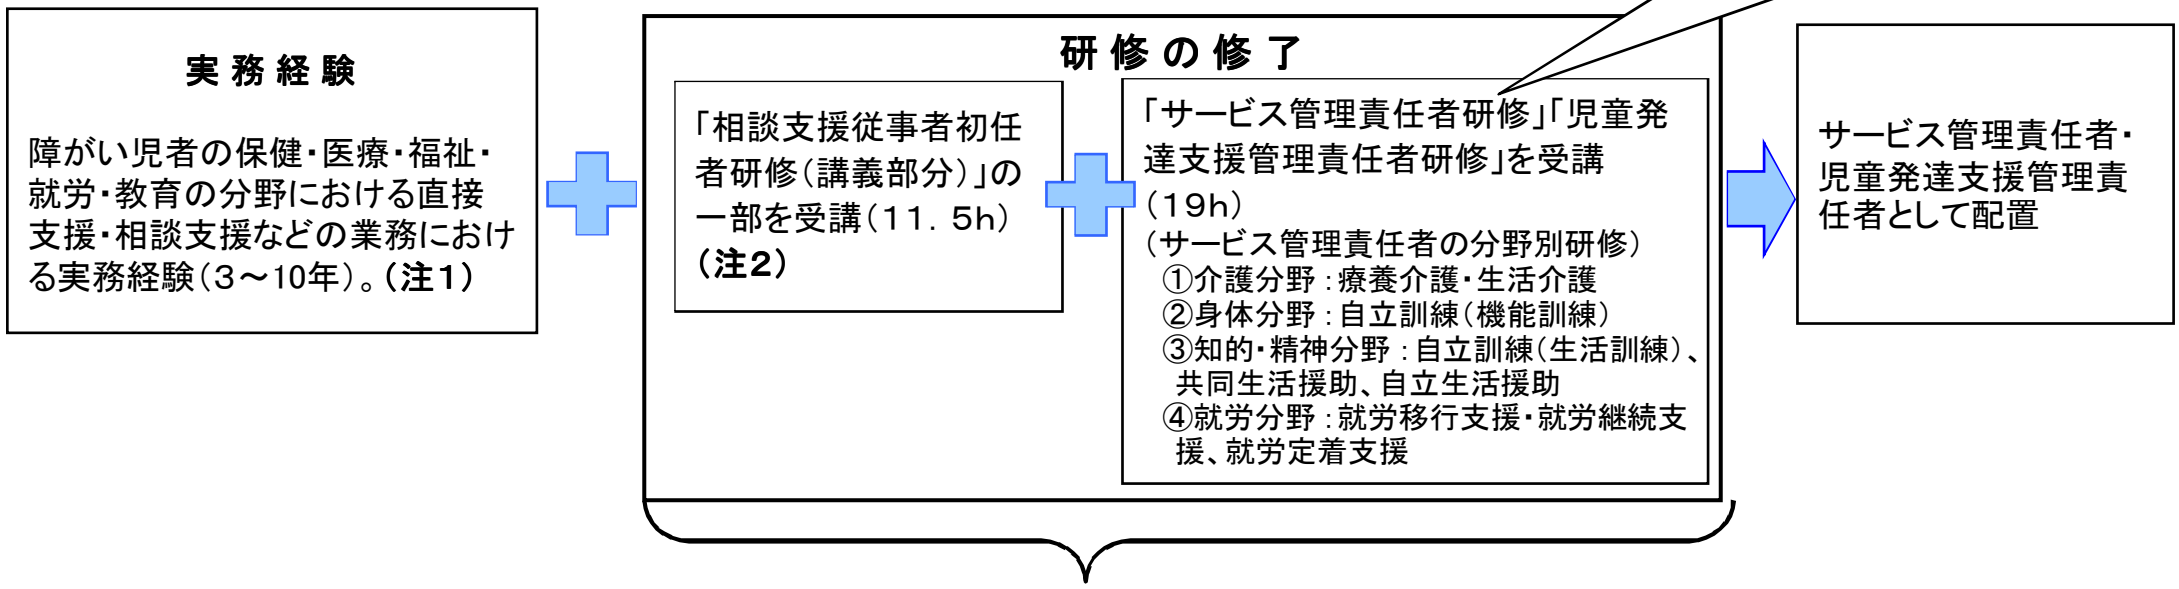 実務経験
障がい児者の保健・医療・福祉・
就労・教育の分野における直接
支援・相談支援などの業務におけ
る実務経験(3～10年)。(注1)
研修の修了
「相談支援従事者初任
者研修(講義部分)」の
一部を受講(11.5h)
(注2)
「サービス管理責任者研修」「児童発
達支援管理責任者研修」を受講
(19h)
(サービス管理責任者の分野別研修)
①介護分野:療養介護・生活介護
②身体分野:自立訓練(機能訓練)
③知的・精神分野:自立訓練(生活訓練)、
共同生活援助、自立生活援助
④就労分野:就労移行支援・就労継続支
援、就労定着支援
サービス管理責任者・
児童発達支援管理責
任者として配置